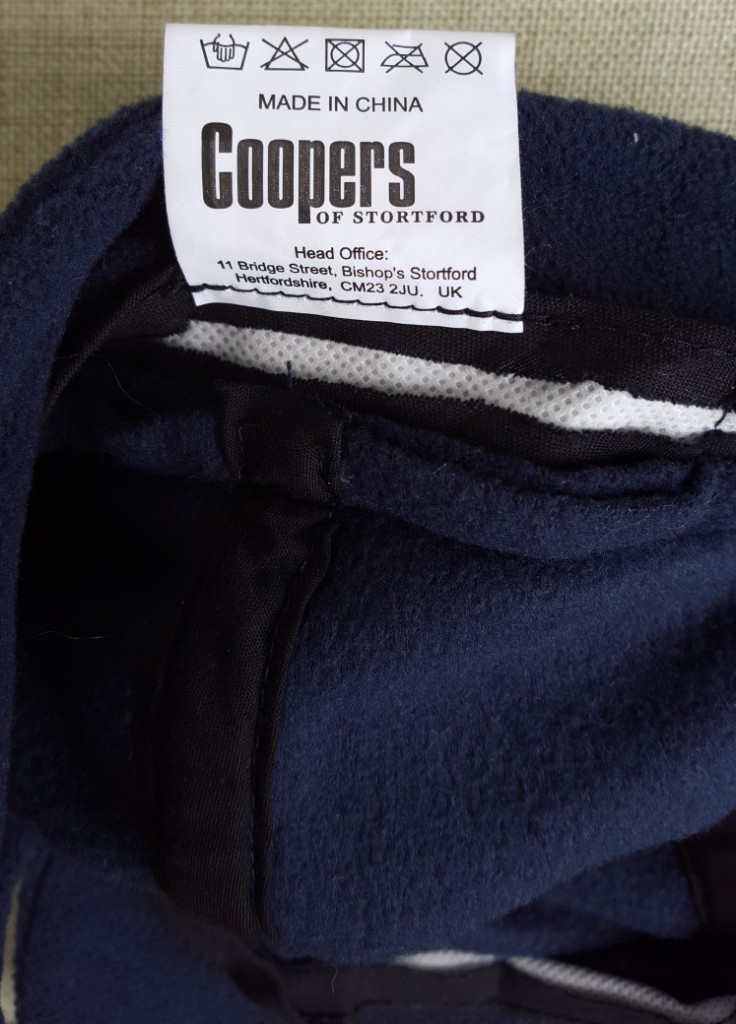 MADE IN CHINA
Coopers
OF STORTFORD
Head Office:
11 Bridge Street, Bishop's Stortford
Hertfordshire, CM23 2JU. UK